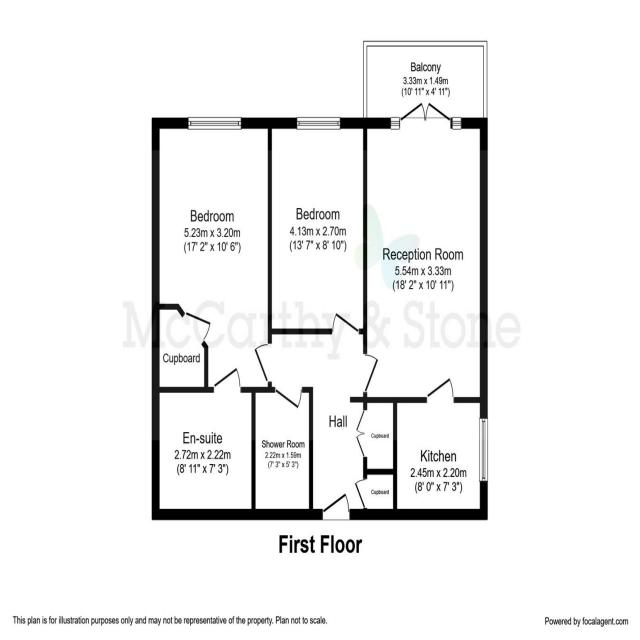 Balcony
3.33m x 1.49m
(10' 11" x 4' 11")
Bedroom
5.23m x 3.20m
(17' 2" x 10' 6")
Bedroom
4.13m x 2.70m
(13' 7" x 8' 10")
Reception Room
5.54m x 3.33m
(18' 2" x 10' 11")
McCarthy & Stone
Cupboard
En-suite
2.72m x 2.22m
(8' 11" x 7' 3")
Shower Room
2.22m x 1.59m
(7' 3" x 5' 3")
Hall
Cupboard
Cupboard
Kitchen
2.45m x 2.20m
(8' 0" x 7' 3")
First Floor
This plan is for illustration purposes only and may not be representative of the property. Plan not to scale.
Powered by focalagent.com